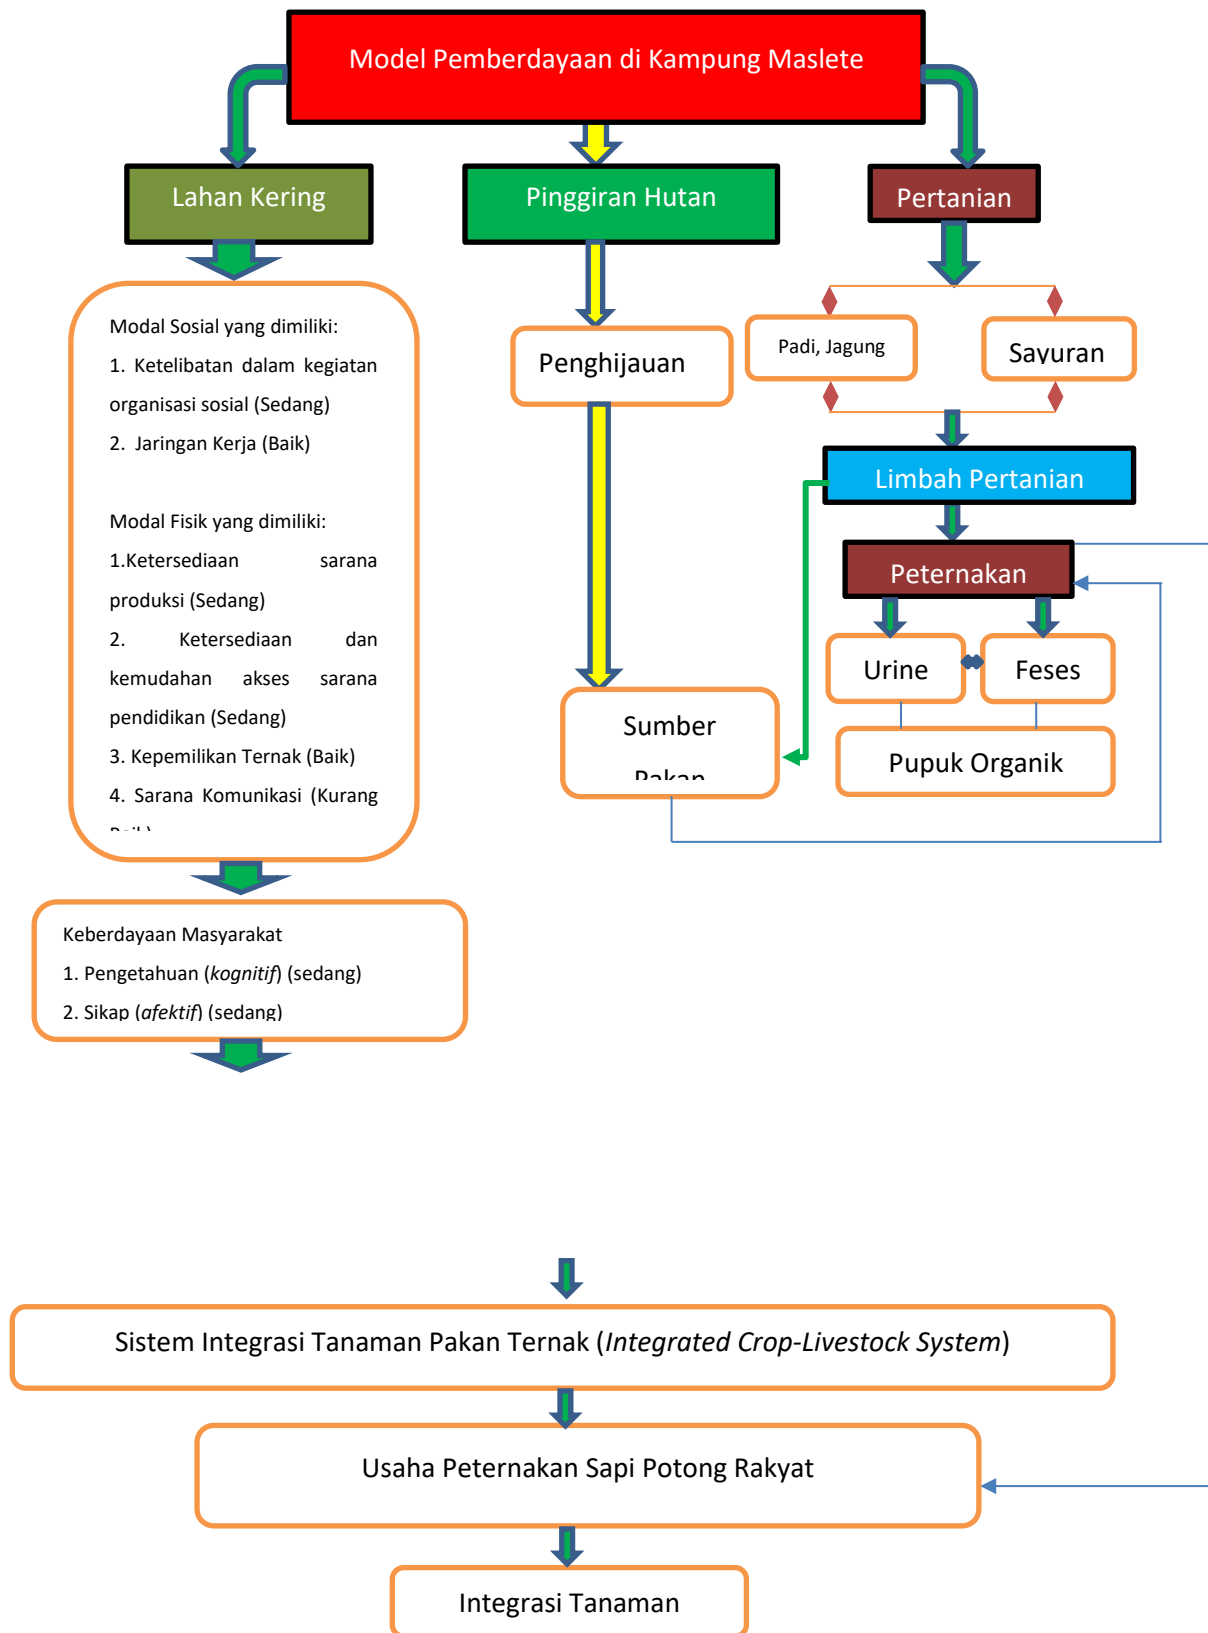 Model Pemberdayaan di Kampung Maslete
Lahan Kering
Pinggiran Hutan
Pertanian
Modal Sosial yang dimiliki:
1. Ketelibatan dalam kegiatan
organisasi sosial (Sedang)
2. Jaringan Kerja (Baik)
Modal Fisik yang dimiliki:
1.Ketersediaan sarana
produksi (Sedang)
2. Ketersediaan dan
kemudahan akses sarana
pendidikan (Sedang)
3. Kepemilikan Ternak (Baik)
4. Sarana Komunikasi (Kurang
Baik)
Penghijauan
Padi, Jagung
Sayuran
Limbah Pertanian
Peternakan
Urine
Feses
Sumber
Pakan
Pupuk Organik
Keberdayaan Masyarakat
1. Pengetahuan (kognitif) (sedang)
2. Sikap (afektif) (sedang)
Sistem Integrasi Tanaman Pakan Ternak (Integrated Crop-Livestock System)
Usaha Peternakan Sapi Potong Rakyat
Integrasi Tanaman